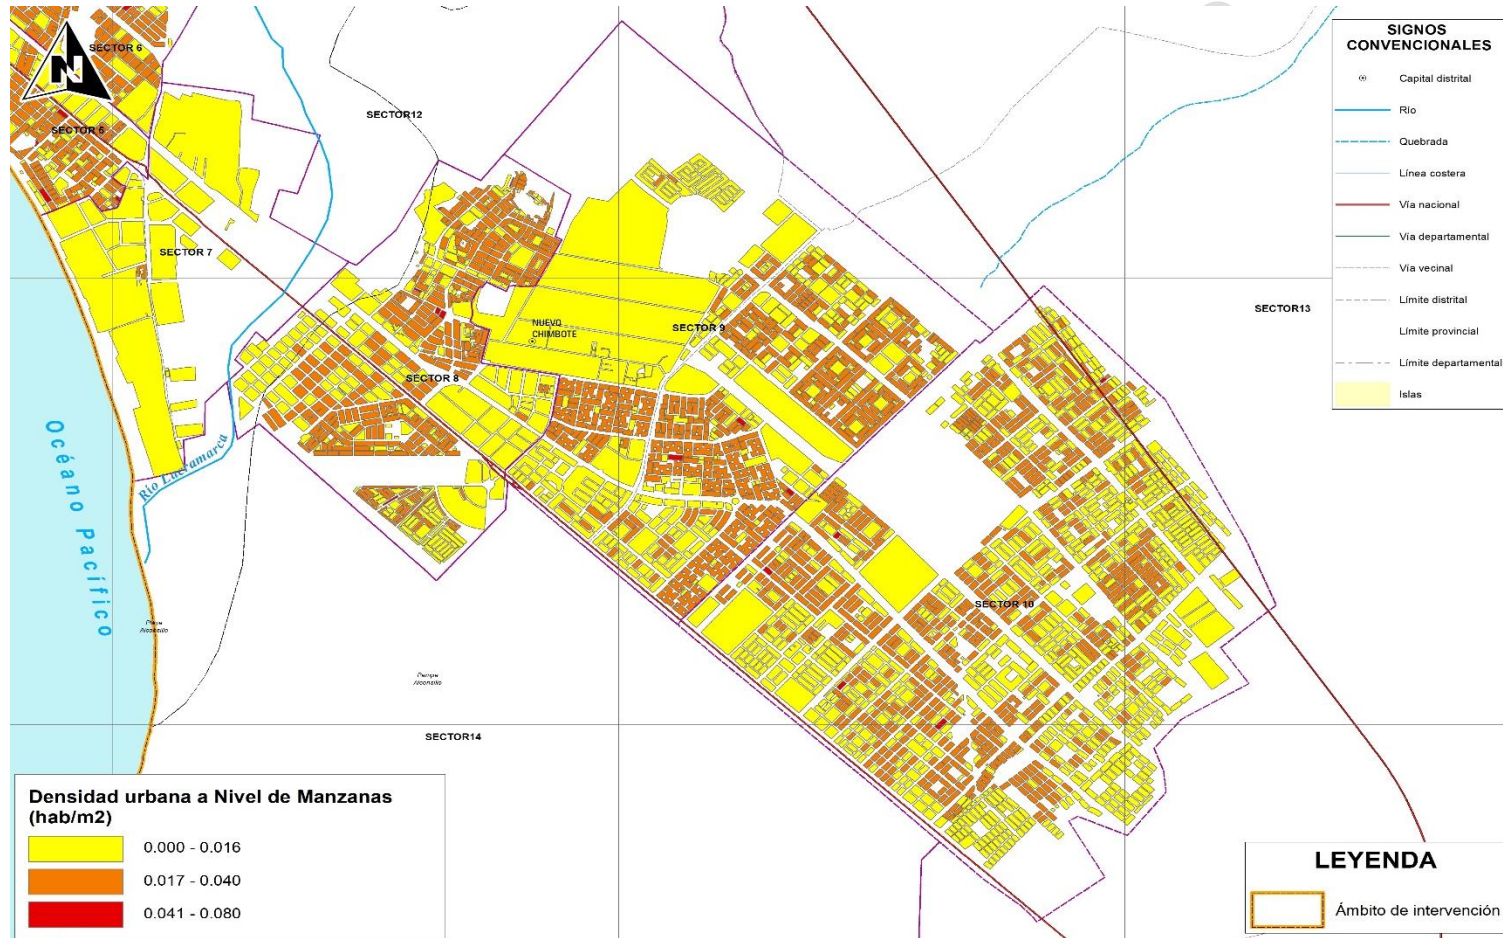 SECTOR 6
N
SECTOR 5
SECTOR12
SECTOR 7
NUEVO
CHIMBOTE
SECTOR 9
SECTOR 8
SECTOR13
SECTOR 10
SECTOR14
Océano Pacífico
Río Lacramarca
Pampa
SIGNOS
CONVENCIONALES
Capital distrital
Río
Quebrada
Línea costera
Vía nacional
Vía departamental
Vía vecinal
Límite distrital
Límite provincial
Límite departamental
Islas
Densidad urbana a Nivel de Manzanas
(hab/m2)
0.000 - 0.016
0.017 - 0.040
0.041 - 0.080
LEYENDA
Ámbito de intervención